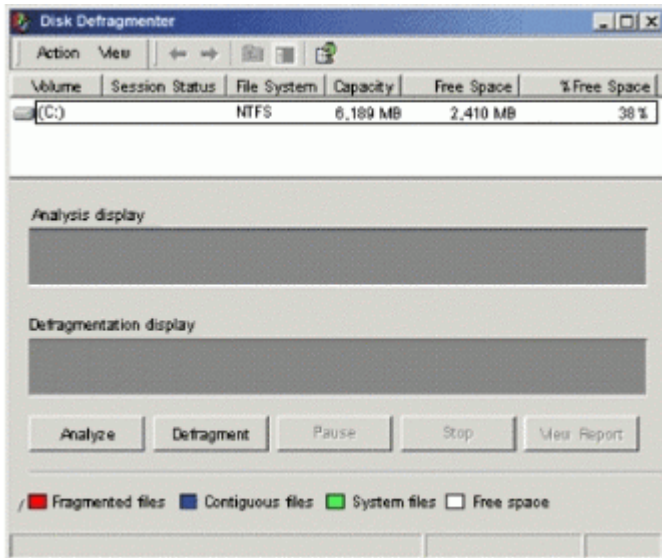 Disk Defragmenter
Action View
Volume Session Status File System Capacity Free Space % Free Space
(C:) NTFS 6,189 MB 2,410 MB 38 %
Analysis display
Defragmentation display
Analyze Defragment Pause Stop View Report
Fragmented files Contiguous files System files Free space